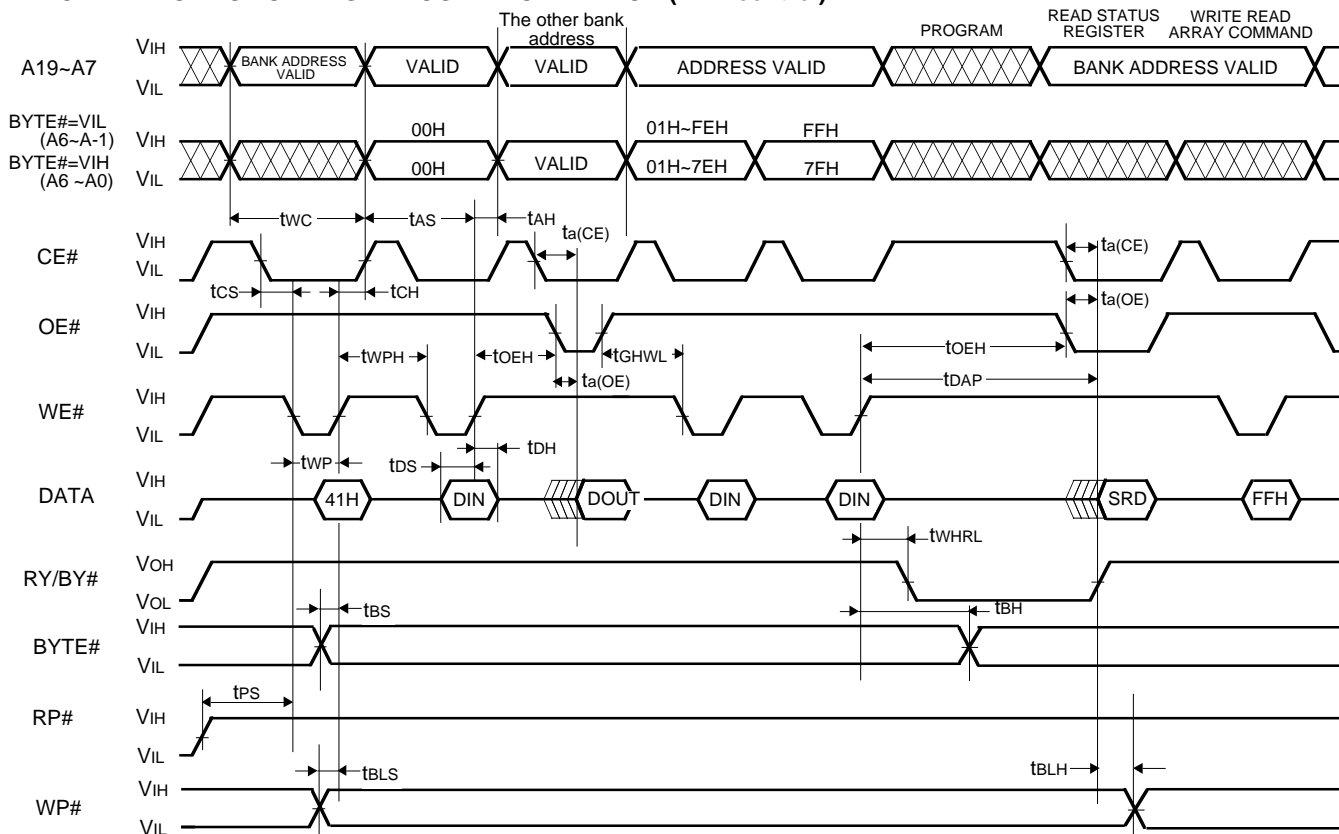 The other bank
address
PROGRAM
READ STATUS
REGISTER
WRITE READ
ARRAY COMMAND
A19~A7
VIH
VIL
BANK ADDRESS
VALID
VALID
VALID
ADDRESS VALID
BANK ADDRESS VALID
BYTE#=VIL
(A6~A-1)
BYTE#=VIH
(A6 ~A0)
VIH
VIL
00H
00H
VALID
01H~FEH
01H~7EH
FFH
7FH
tWC
tAS
tAH
CE#
VIH
VIL
ta(CE)
ta(CE)
tCS
tCH
OE#
VIH
VIL
ta(OE)
tWPH
tOEH
tGHWL
tOEH
ta(OE)
tDAP
WE#
VIH
VIL
tWP
tDS
tDH
DATA
VIH
VIL
41H
DIN
DOUT
DIN
DIN
SRD
FFH
tWHRL
RY/BY#
VOH
VOL
tBS
tBH
BYTE#
VIH
VIL
tPS
RP#
VIH
VIL
tBLS
tBLH
WP#
VIH
VIL